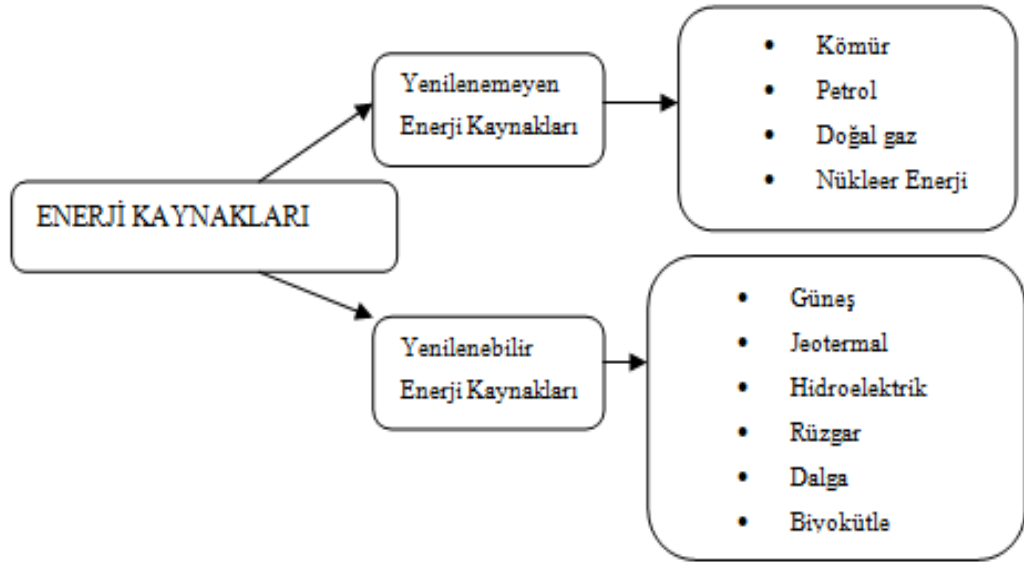 ENERJİ KAYNAKLARI
Yenilenemeyen
Enerji Kaynakları
• Kömür
• Petrol
• Doğal gaz
• Nükleer Enerji
Yenilenebilir
Enerji Kaynakları
• Güneş
• Jeotermal
• Hidroelektrik
• Rüzgar
• Dalga
• Biyokütle